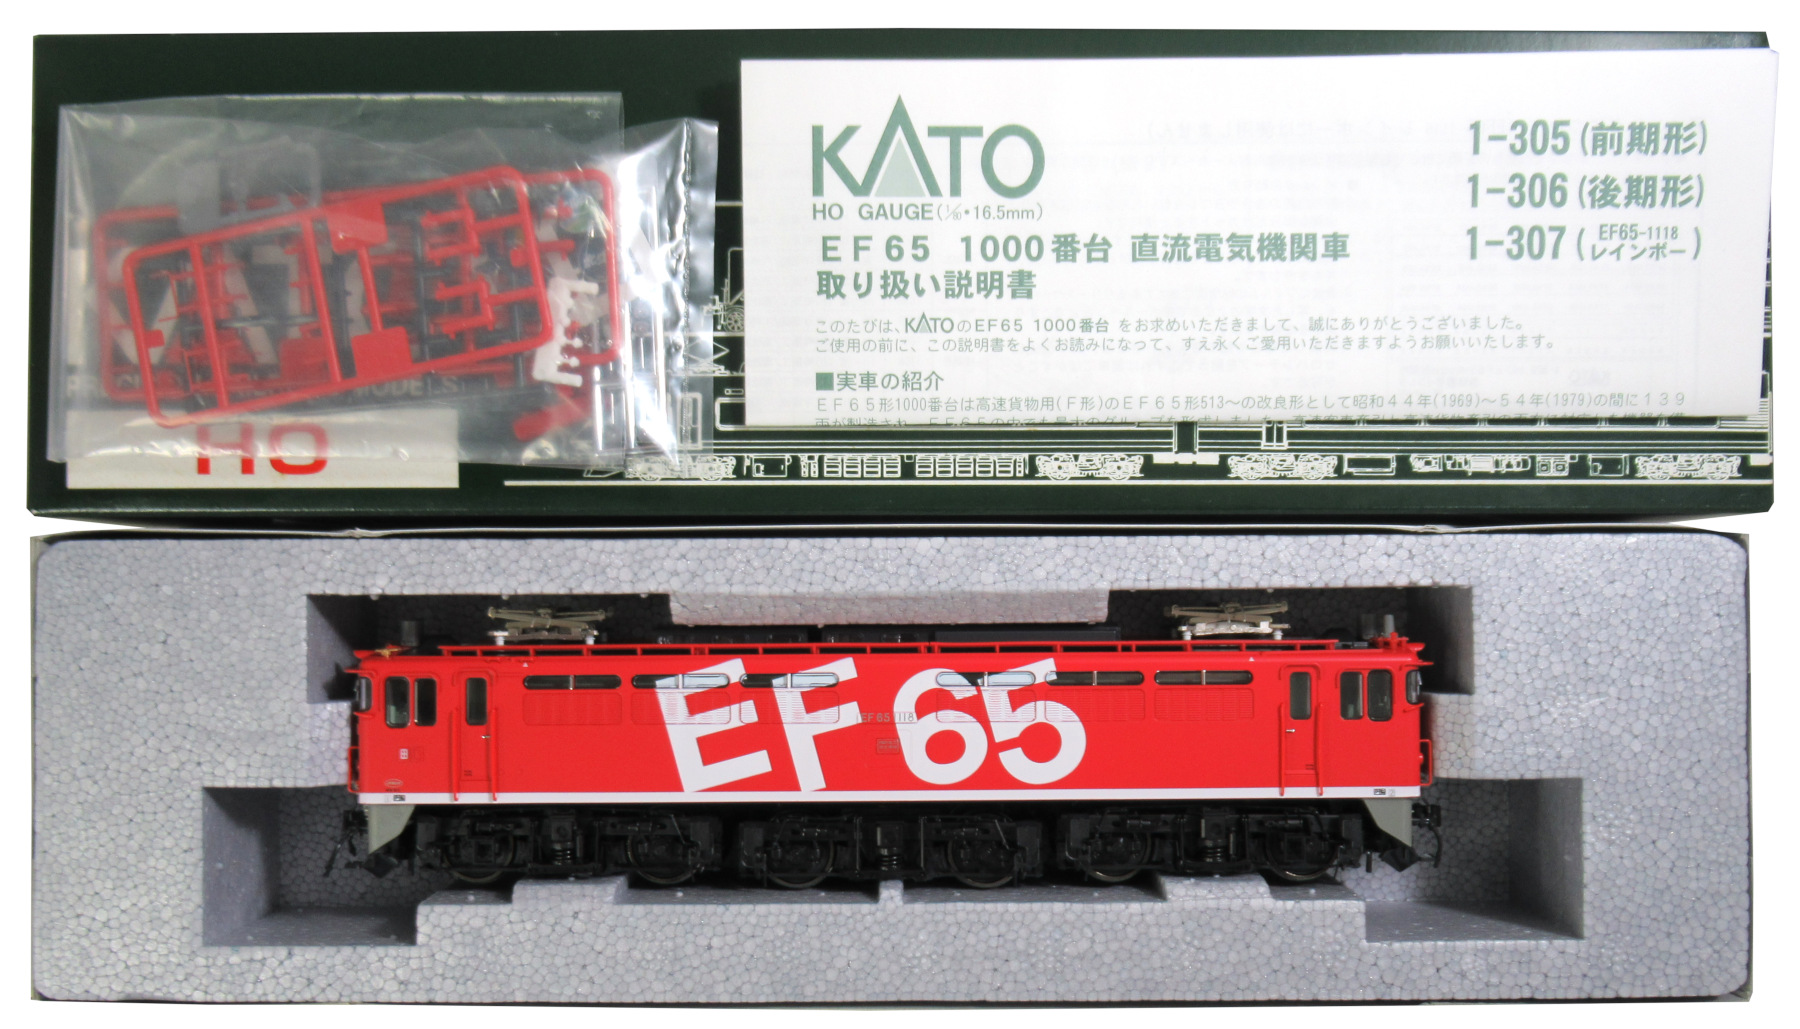 KATO
HO GAUGE(1/80・16.5mm)
EF65 1000番台 直流電気機関車
取り扱い説明書
1-305(前期形)
1-306(後期形)
1-307(EF65-1118
レインボー)
このたびは、KATOのEF65 1000番台 をお求めいただきまして、誠にありがとうございました。
ご使用の前に、この説明書をよくお読みになって、すえ永くご愛用いただきますようお願いいたします。
■実車の紹介
EF65形1000番台は高速貨物用(F形)のEF65形513〜の改良形として昭和44年(1969)〜54年(1979)の間に139
MODELS
HO
EF65
EF65 1118